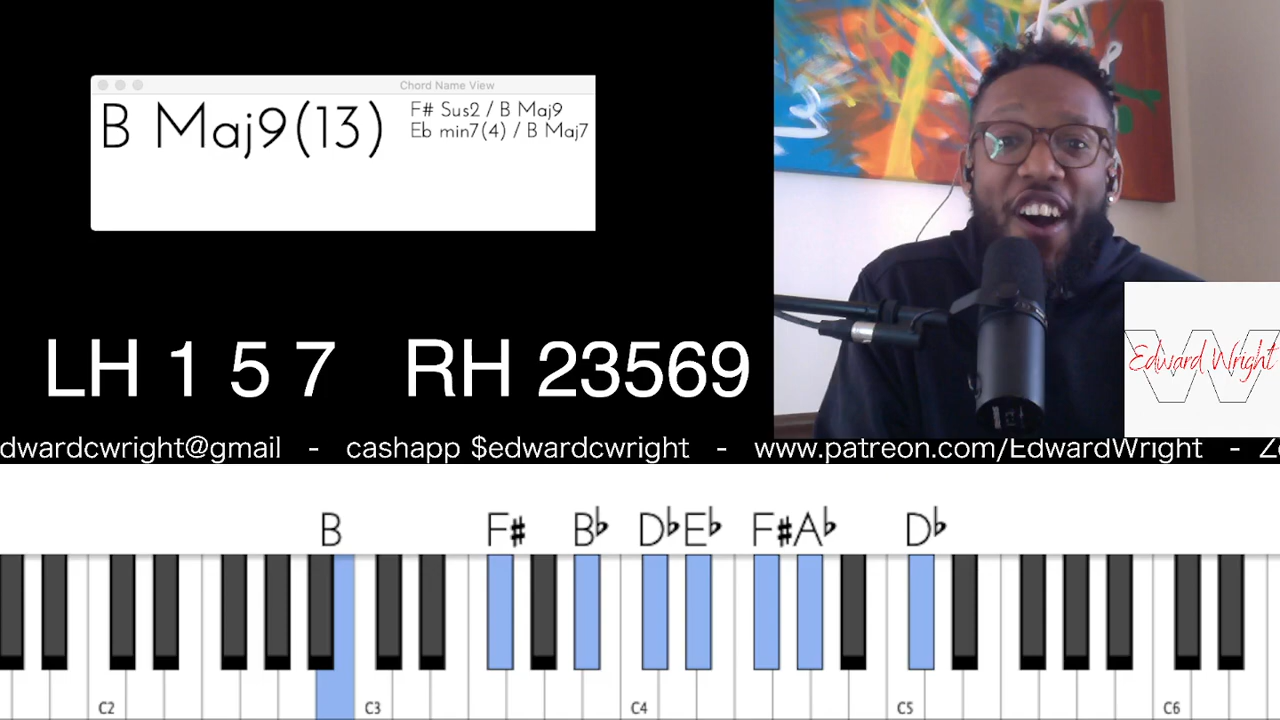 Chord Name View
B Maj9(13)
F# Sus2 / B Maj9
Eb min7(4) / B Maj7
LH 1 5 7 RH 23569
Edward Wright
dwardcwright@gmail - cashapp $edwardcwright - www.patreon.com/EdwardWright - Z
B F# B♭ D♭ E♭ F# A♭ D♭
C2 C3 C4 C5 C6